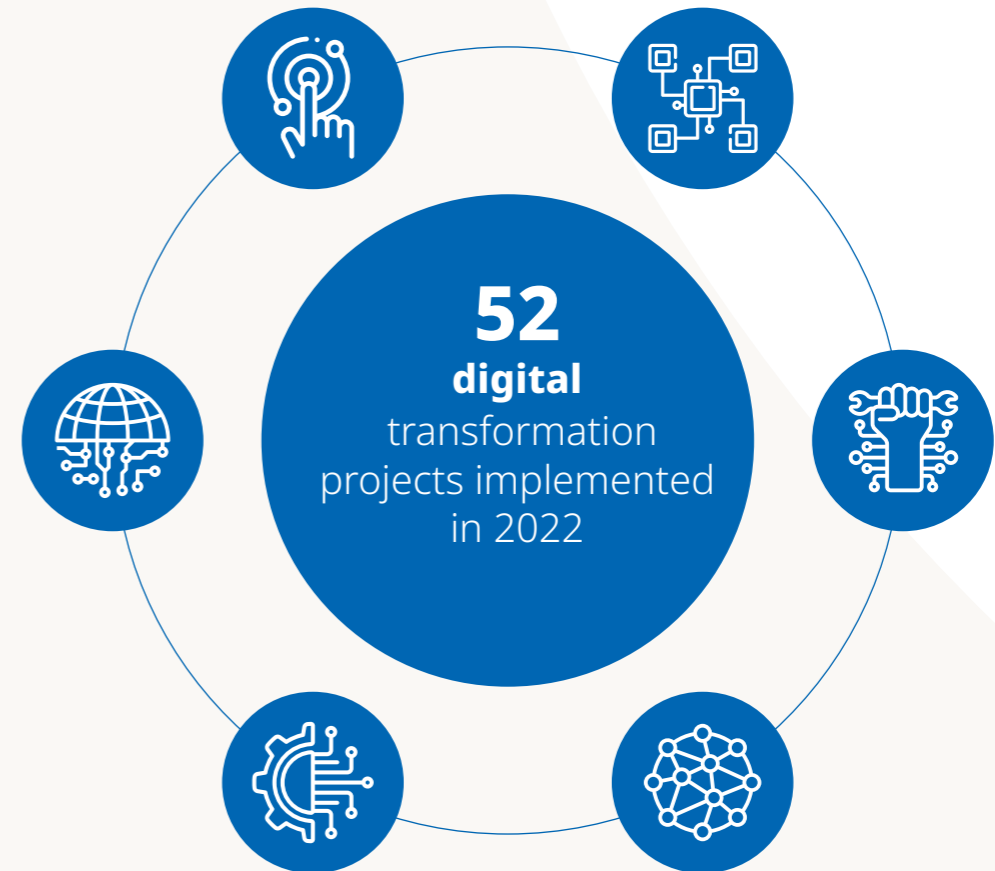 52
digital
transformation
projects implemented
in 2022